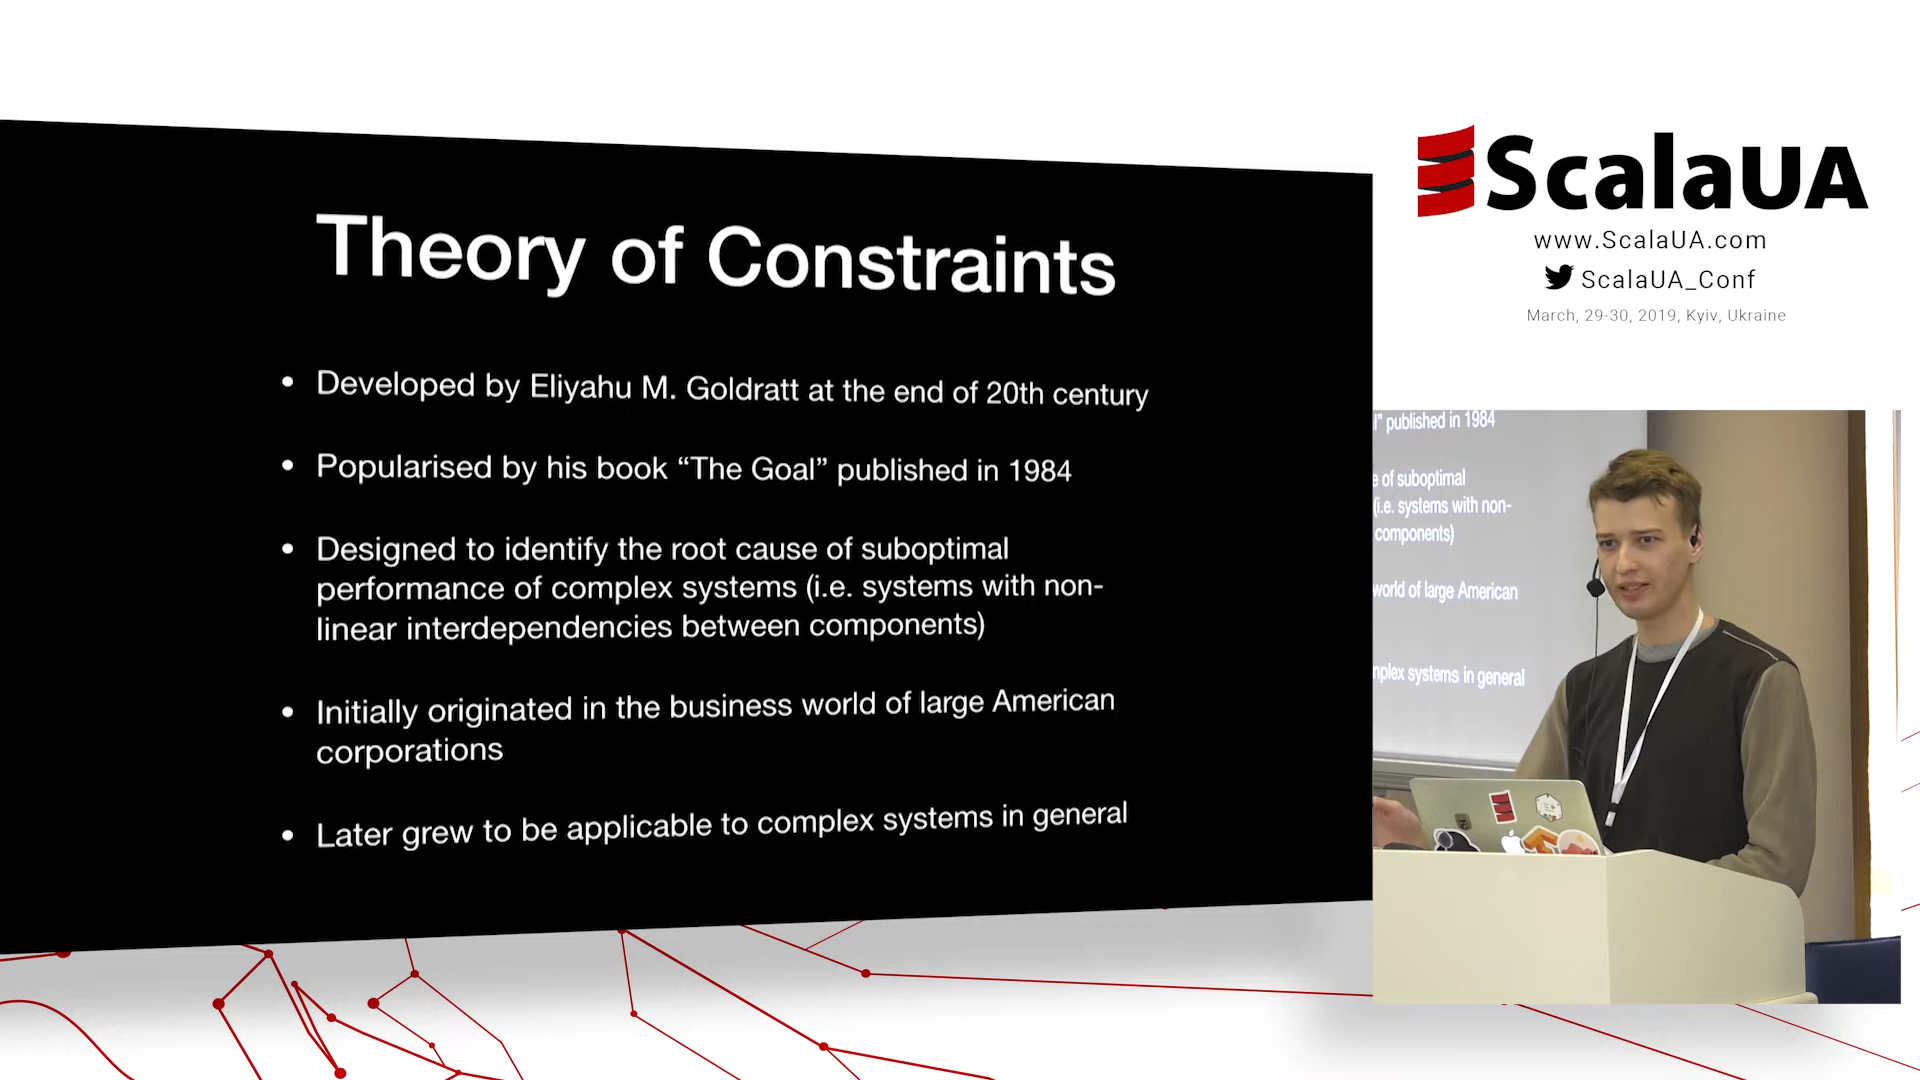 Theory of Constraints
• Developed by Eliyahu M. Goldratt at the end of 20th century
• Popularised by his book “The Goal” published in 1984
• Designed to identify the root cause of suboptimal
performance of complex systems (i.e. systems with non-
linear interdependencies between components)
• Initially originated in the business world of large American
corporations
• Later grew to be applicable to complex systems in general
ScalaUA
www.ScalaUA.com
ScalaUA_Conf
March, 29-30, 2019, Kyiv, Ukraine
l” published in 1984
e of suboptimal
(i.e. systems with non-
components)
world of large American
mplex systems in general